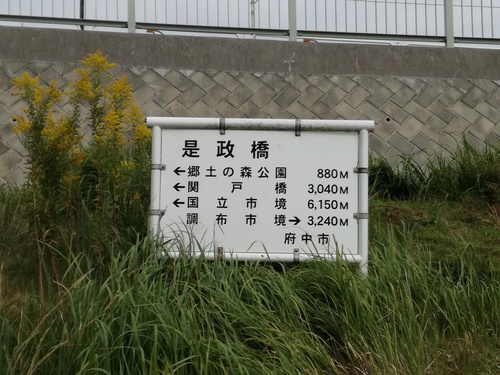 是政橋
←郷土の森公園 880M
←関戸橋 3,040M
←国立市境 6,150M
調布市境→ 3,240M
府中市